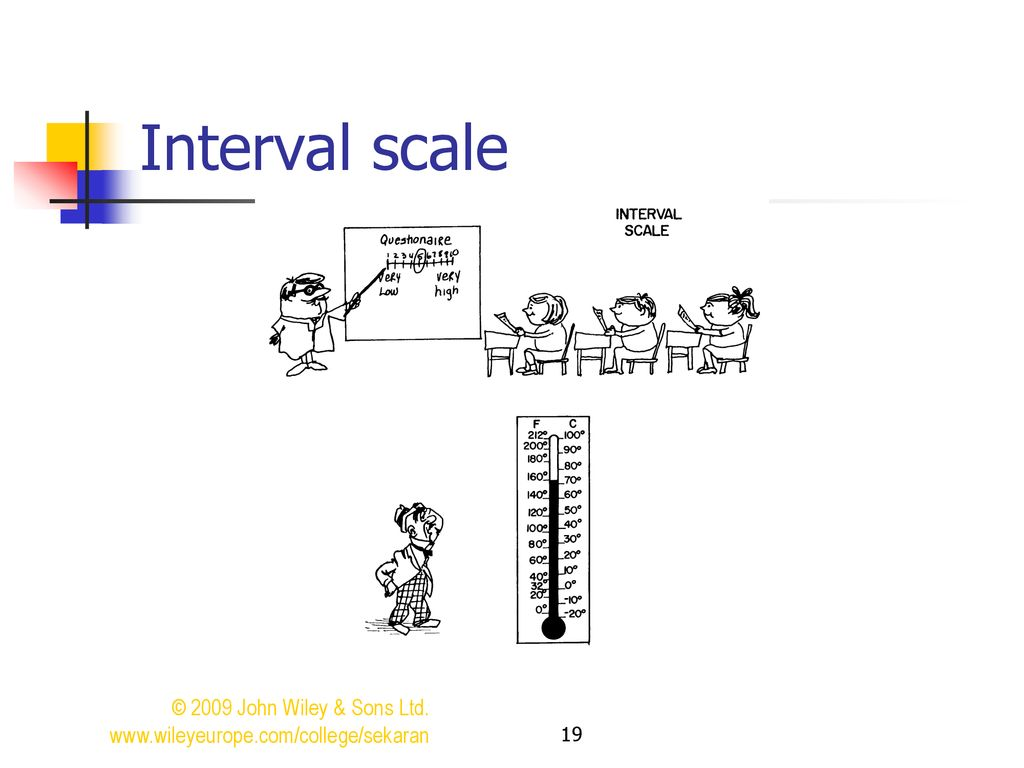 Interval scale
INTERVAL
SCALE
Questionaire
1 2 3 4 5 6 7 8 9 10
Very very
Low high
F C
212° 100°
200° 90°
180° 80°
160° 70°
140° 60°
120° 50°
100° 40°
80° 30°
60° 20°
40° 10°
32° 0°
20° -10°
0° -20°
© 2009 John Wiley & Sons Ltd.
www.wileyeurope.com/college/sekaran
19